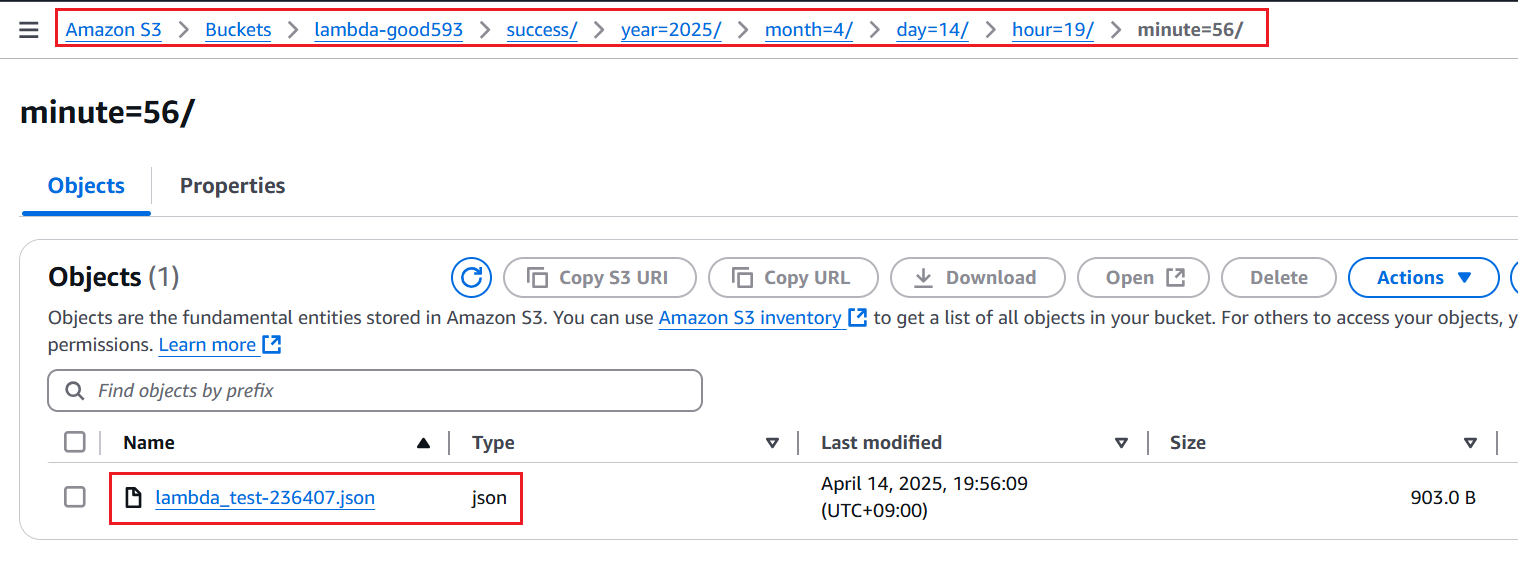 Amazon S3 > Buckets > lambda-good593 > success/ > year=2025/ > month=4/ > day=14/ > hour=19/ > minute=56/
minute=56/
Objects Properties
Objects (1) Copy S3 URI Copy URL Download Open Delete Actions
Objects are the fundamental entities stored in Amazon S3. You can use Amazon S3 inventory to get a list of all objects in your bucket. For others to access your objects,
permissions. Learn more
Find objects by prefix
Name Type Last modified Size
lambda_test-236407.json json April 14, 2025, 19:56:09 903.0 B
(UTC+09:00)